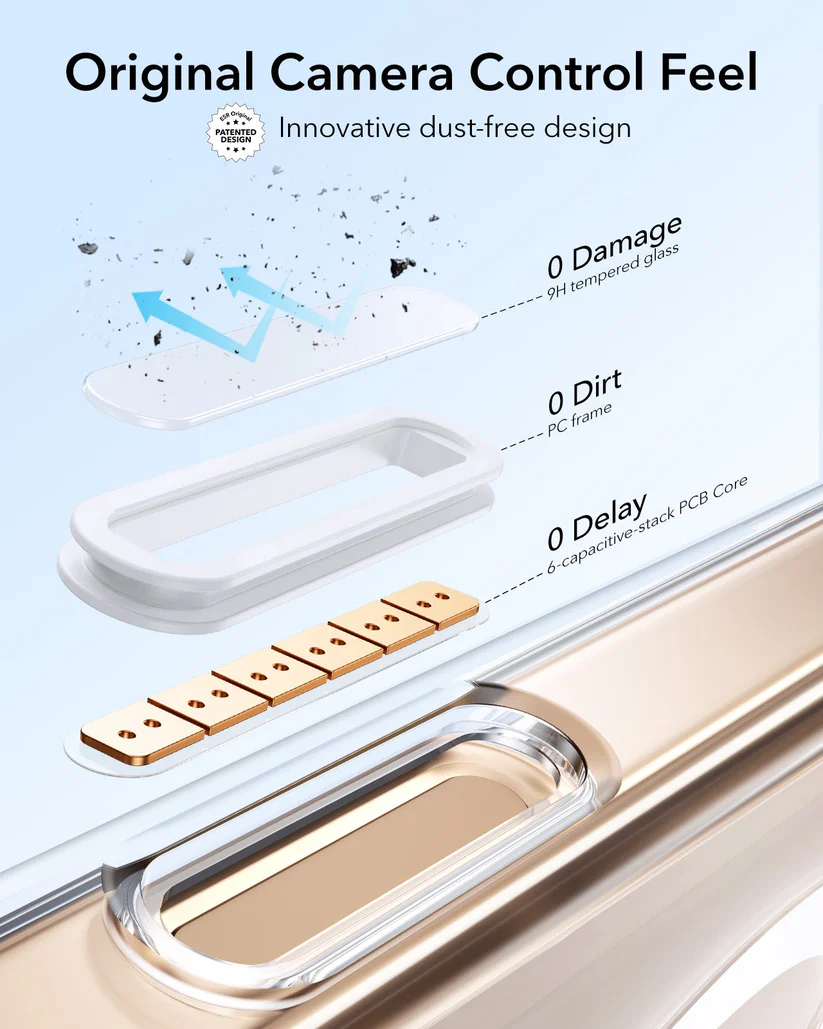 Original Camera Control Feel
ESR Original
PATENTED
DESIGN
Innovative dust-free design
0 Damage
9H tempered glass
0 Dirt
PC frame
0 Delay
6-capacitive-stack PCB Core